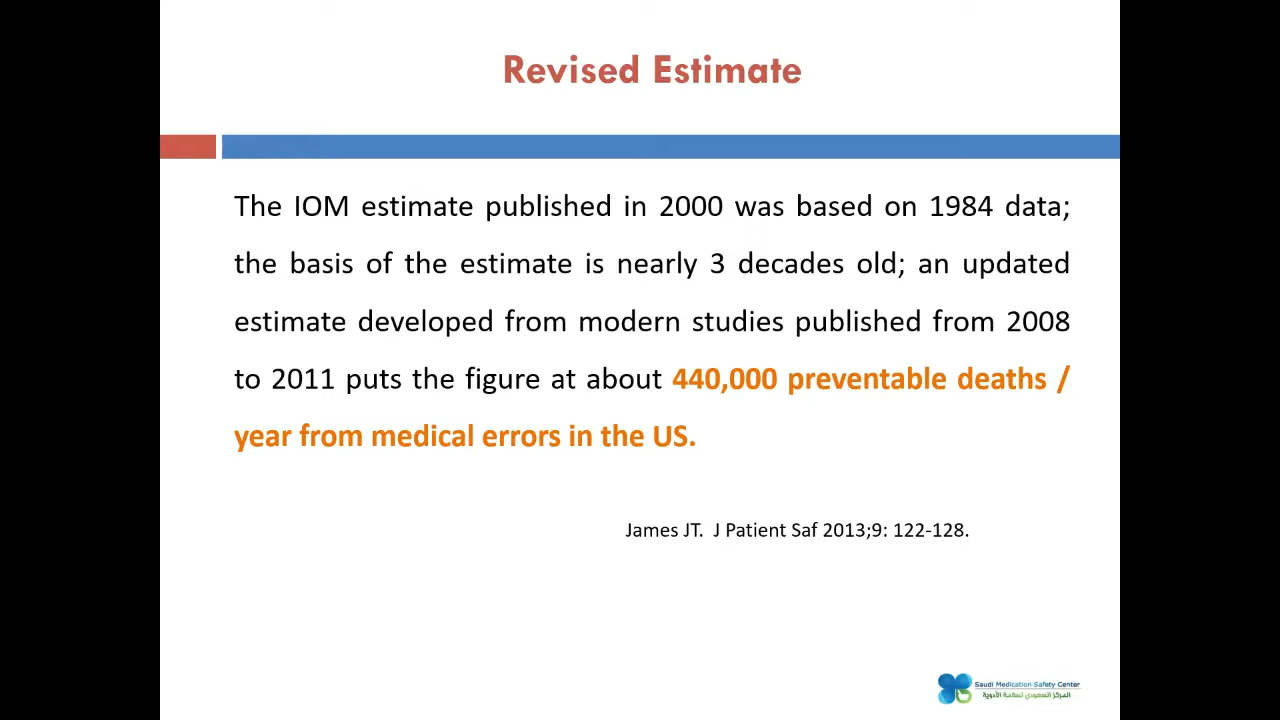 Revised Estimate
The IOM estimate published in 2000 was based on 1984 data;
the basis of the estimate is nearly 3 decades old; an updated
estimate developed from modern studies published from 2008
to 2011 puts the figure at about 440,000 preventable deaths /
year from medical errors in the US.
James JT. J Patient Saf 2013;9: 122-128.
Saudi Medication Safety Center
المركز السعودي لسلامة الأدوية